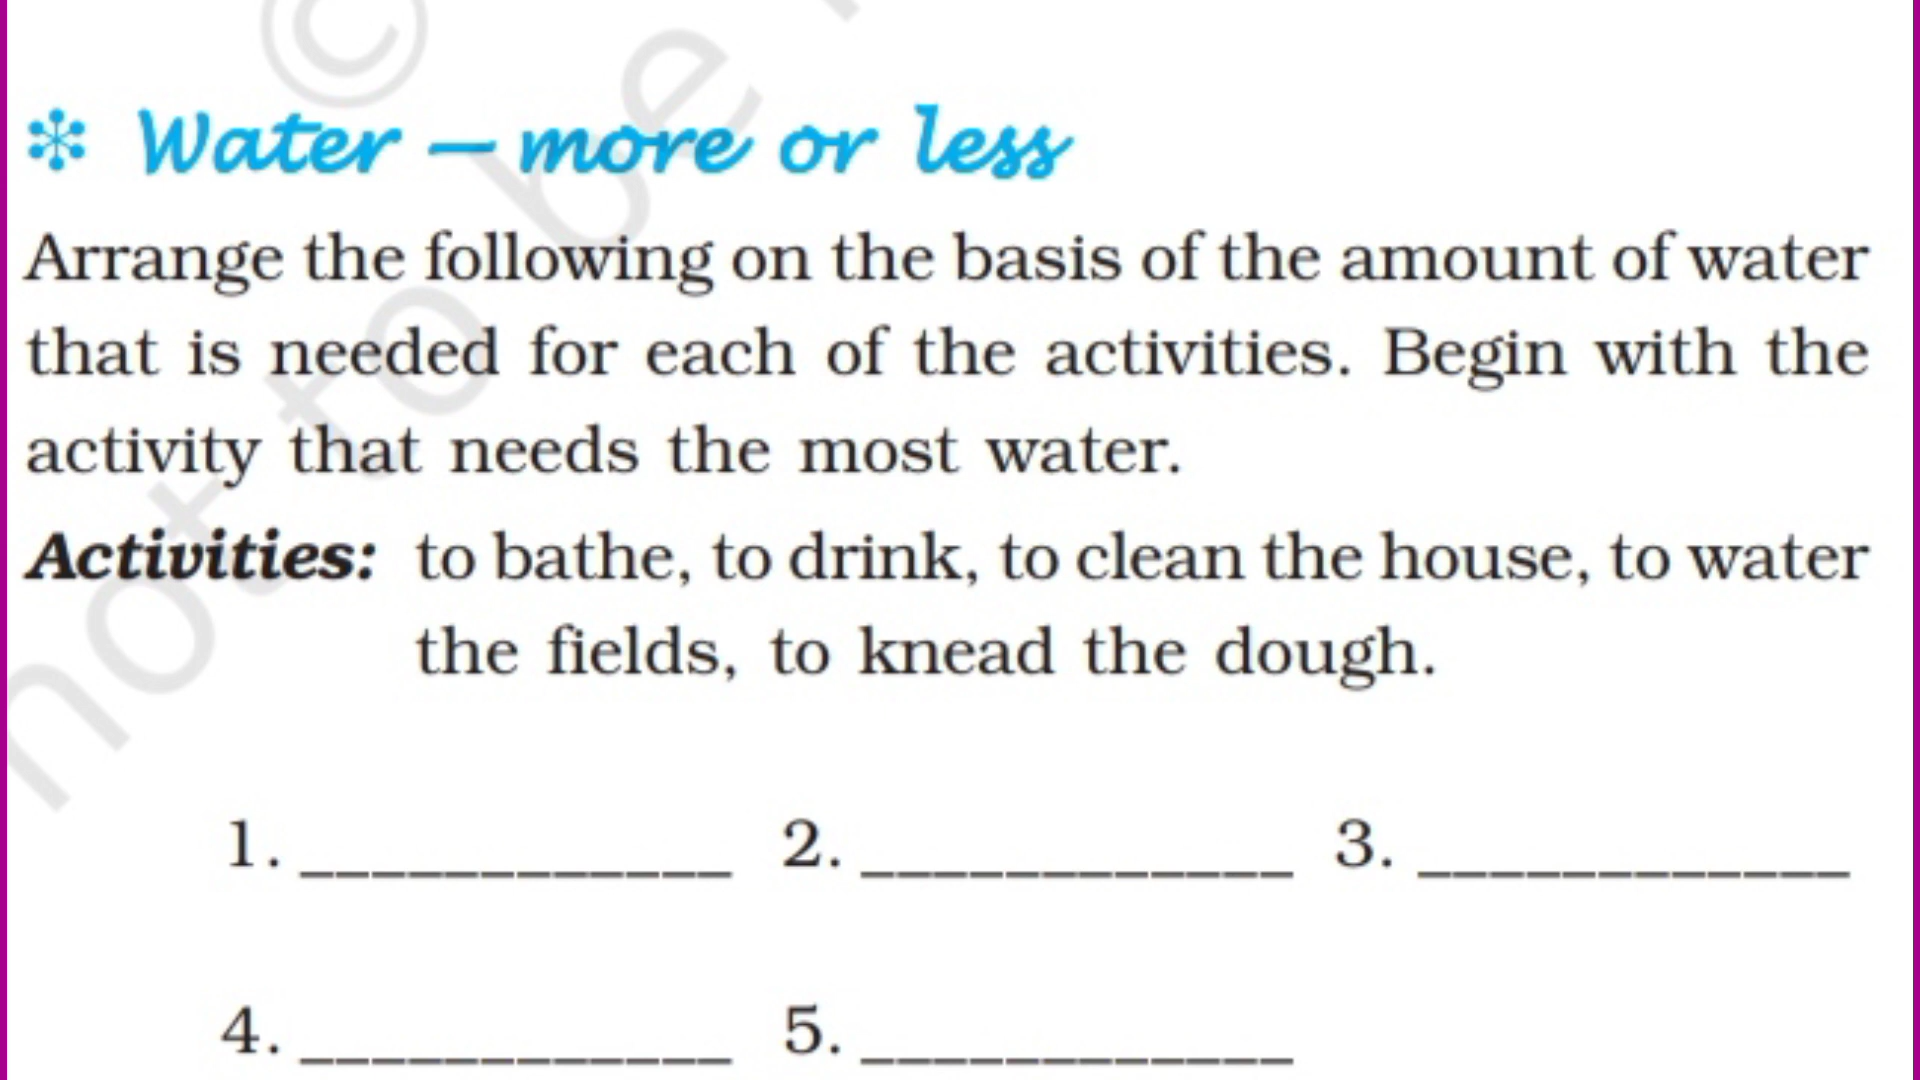 ©
not to be
❉ Water – more or less
Arrange the following on the basis of the amount of water
that is needed for each of the activities. Begin with the
activity that needs the most water.
Activities: to bathe, to drink, to clean the house, to water
the fields, to knead the dough.
1. ____________ 2. ____________ 3. ____________
4. ____________ 5. ____________